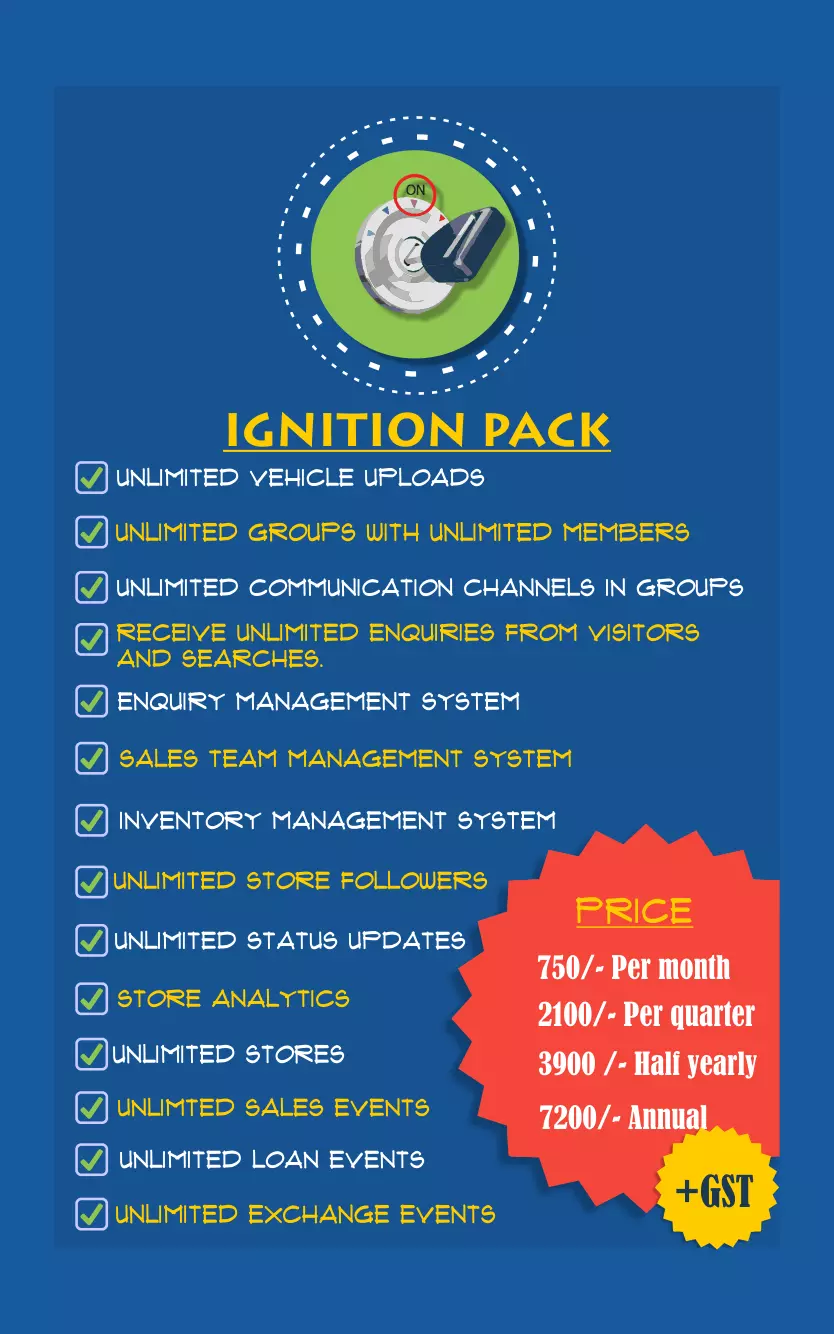 ON
IGNITION PACK
UNLIMITED VEHICLE UPLOADS
UNLIMITED GROUPS WITH UNLIMITED MEMBERS
UNLIMITED COMMUNICATION CHANNELS IN GROUPS
RECEIVE UNLIMITED ENQUIRIES FROM VISITORS
AND SEARCHES.
ENQUIRY MANAGEMENT SYSTEM
SALES TEAM MANAGEMENT SYSTEM
INVENTORY MANAGEMENT SYSTEM
UNLIMITED STORE FOLLOWERS
UNLIMITED STATUS UPDATES
STORE ANALYTICS
UNLIMITED STORES
UNLIMTED SALES EVENTS
UNLIMITED LOAN EVENTS
UNLIMITED EXCHANGE EVENTS
PRICE
750/- Per month
2100/- Per quarter
3900 /- Half yearly
7200/- Annual
+GST